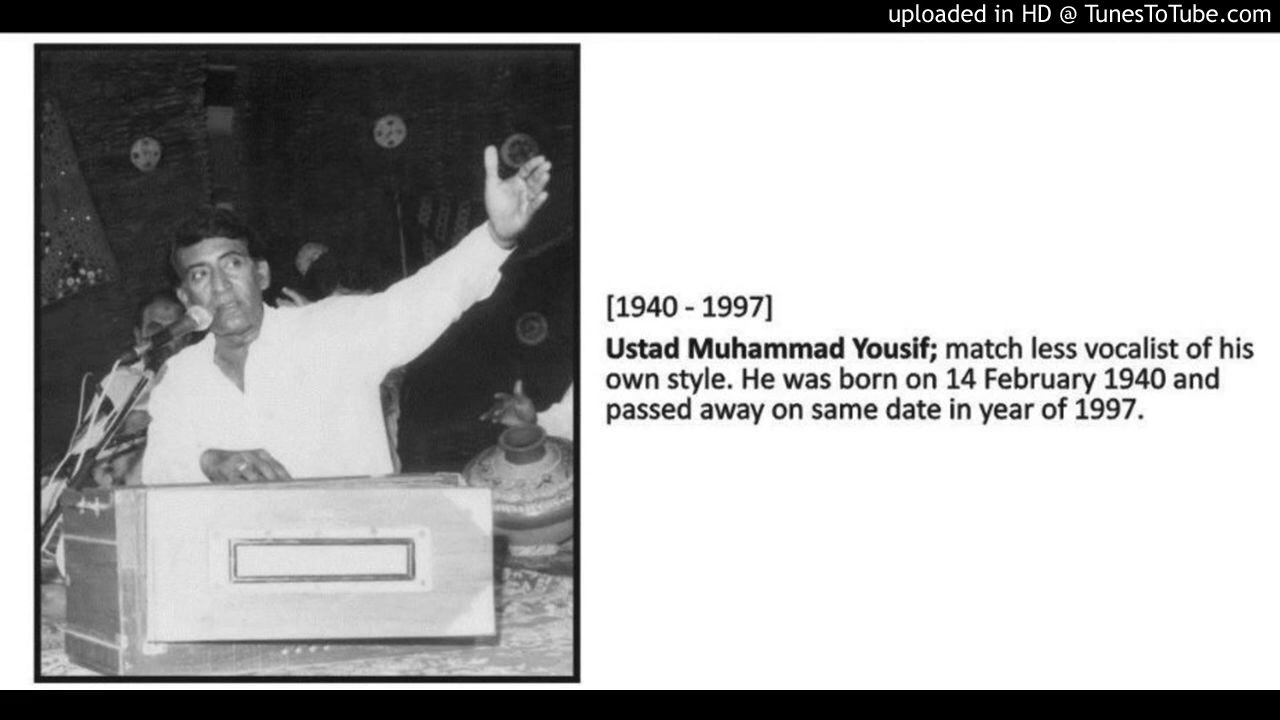 uploaded in HD @ TunesToTube.com
[1940 - 1997]
Ustad Muhammad Yousif; match less vocalist of his
own style. He was born on 14 February 1940 and
passed away on same date in year of 1997.